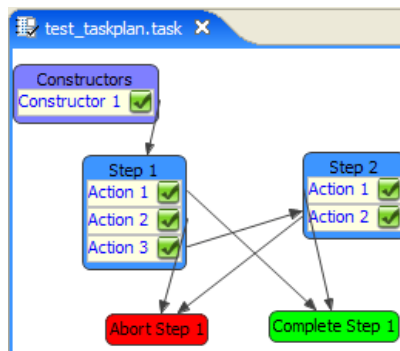 test_taskplan.task
Constructors
Constructor 1
Step 1
Action 1
Action 2
Action 3
Step 2
Action 1
Action 2
Abort Step 1
Complete Step 1